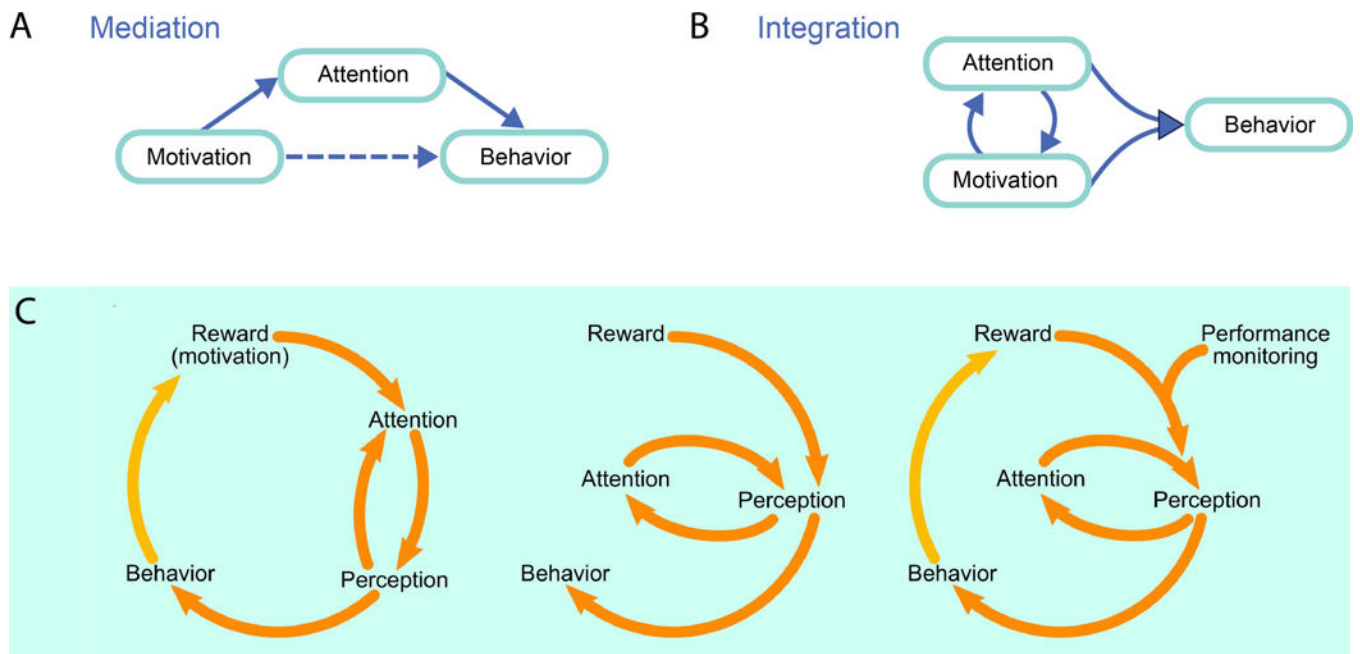 A
Mediation
Attention
Motivation
Behavior
B
Integration
Attention
Behavior
Motivation
C
Reward
(motivation)
Attention
Behavior
Perception
Reward
Attention
Perception
Behavior
Reward
Performance
monitoring
Attention
Perception
Behavior